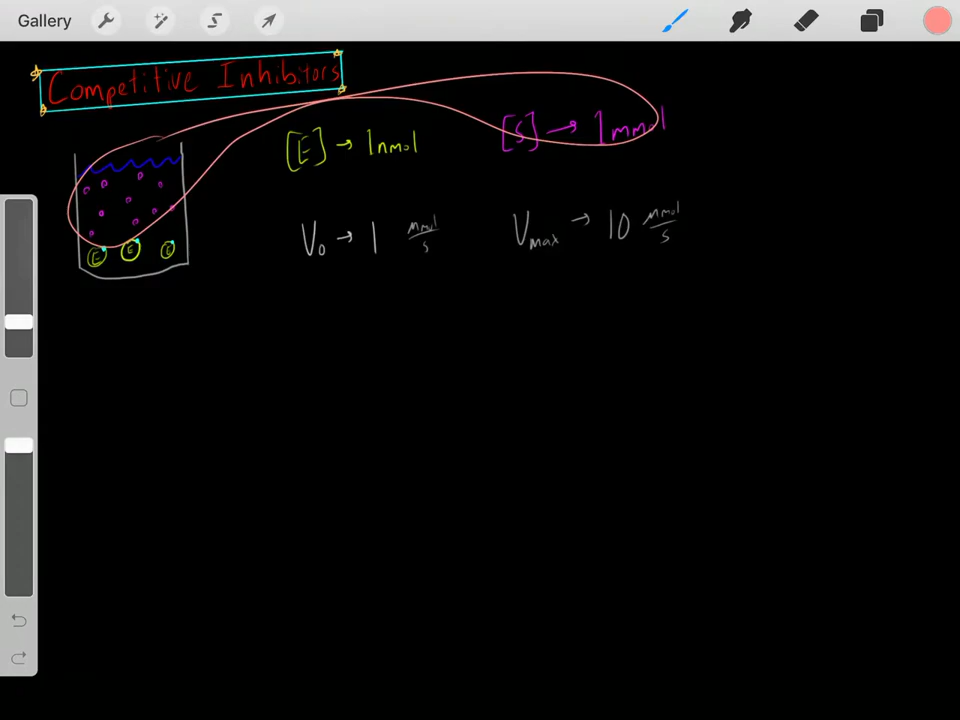 Gallery
Competitive Inhibitors
[E] → 1nmol
[S] → 1mmol
V₀ → 1 mmol/s
Vmax → 10 mmol/s
E E E